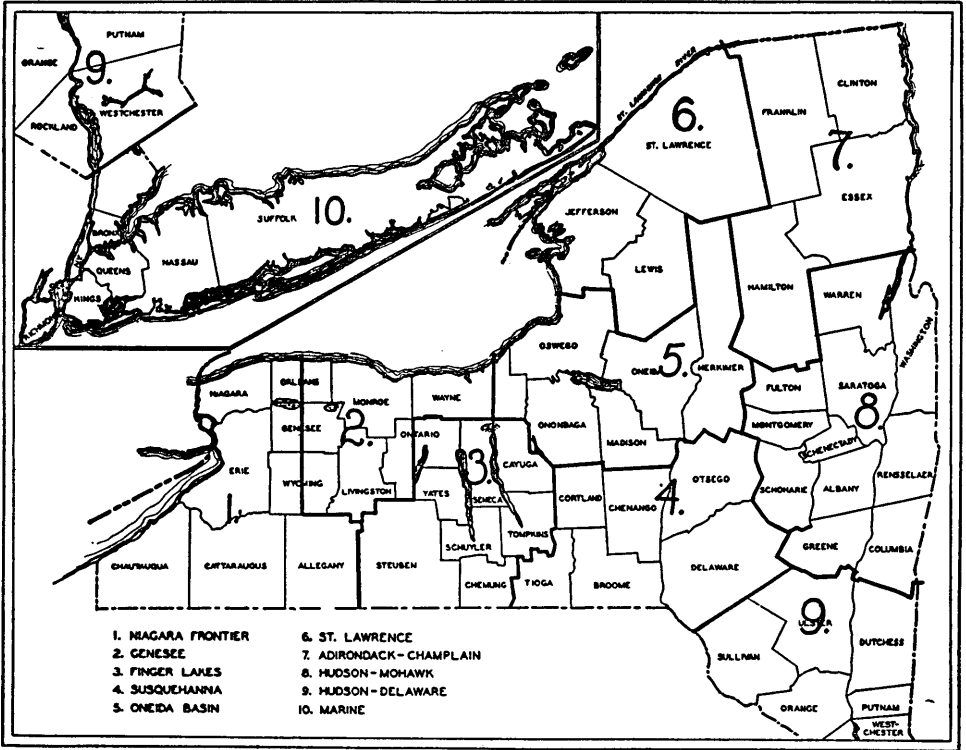 PUTNAM
ORANGE
9.
WESTCHESTER
ROCKLAND
BRONX
QUEENS
KINGS
RICHMOND
NASSAU
SUFFOLK
10.
ST. LAWRENCE RIVER
6.
ST. LAWRENCE
FRANKLIN
CLINTON
7.
ESSEX
JEFFERSON
LEWIS
HAMILTON
WARREN
WASHINGTON
OSWEGO
ONEIDA
5.
HERKIMER
FULTON
SARATOGA
8.
MONTGOMERY
SCHENECTADY
RENSSELAER
NIAGARA
ORLEANS
MONROE
WAYNE
GENESEE
2.
ONTARIO
ONONDAGA
MADISON
CAYUGA
3.
SENECA
ERIE
1
WYOMING
LIVINGSTON
YATES
CORTLAND
CHENANGO
4.
OTSEGO
SCHOHARIE
ALBANY
TOMPKINS
SCHUYLER
GREENE
COLUMBIA
CHAUTAUQUA
CATTARAUGUS
ALLEGANY
STEUBEN
CHEMUNG
TIOGA
BROOME
DELAWARE
ULSTER
9.
SULLIVAN
DUTCHESS
ORANGE
PUTNAM
WEST-
CHESTER
1. NIAGARA FRONTIER
2. GENESEE
3. FINGER LAKES
4. SUSQUEHANNA
5. ONEIDA BASIN
6. ST. LAWRENCE
7. ADIRONDACK-CHAMPLAIN
8. HUDSON-MOHAWK
9. HUDSON-DELAWARE
10. MARINE